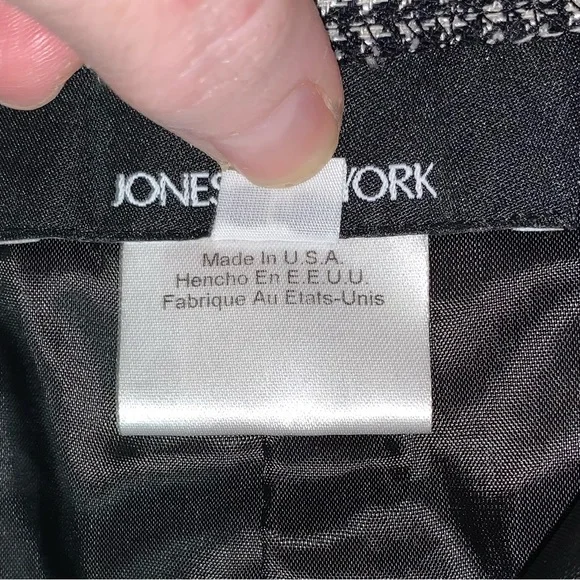 JONES YORK
Made In U.S.A.
Hencho En E.E.U.U.
Fabrique Au Etats-Unis